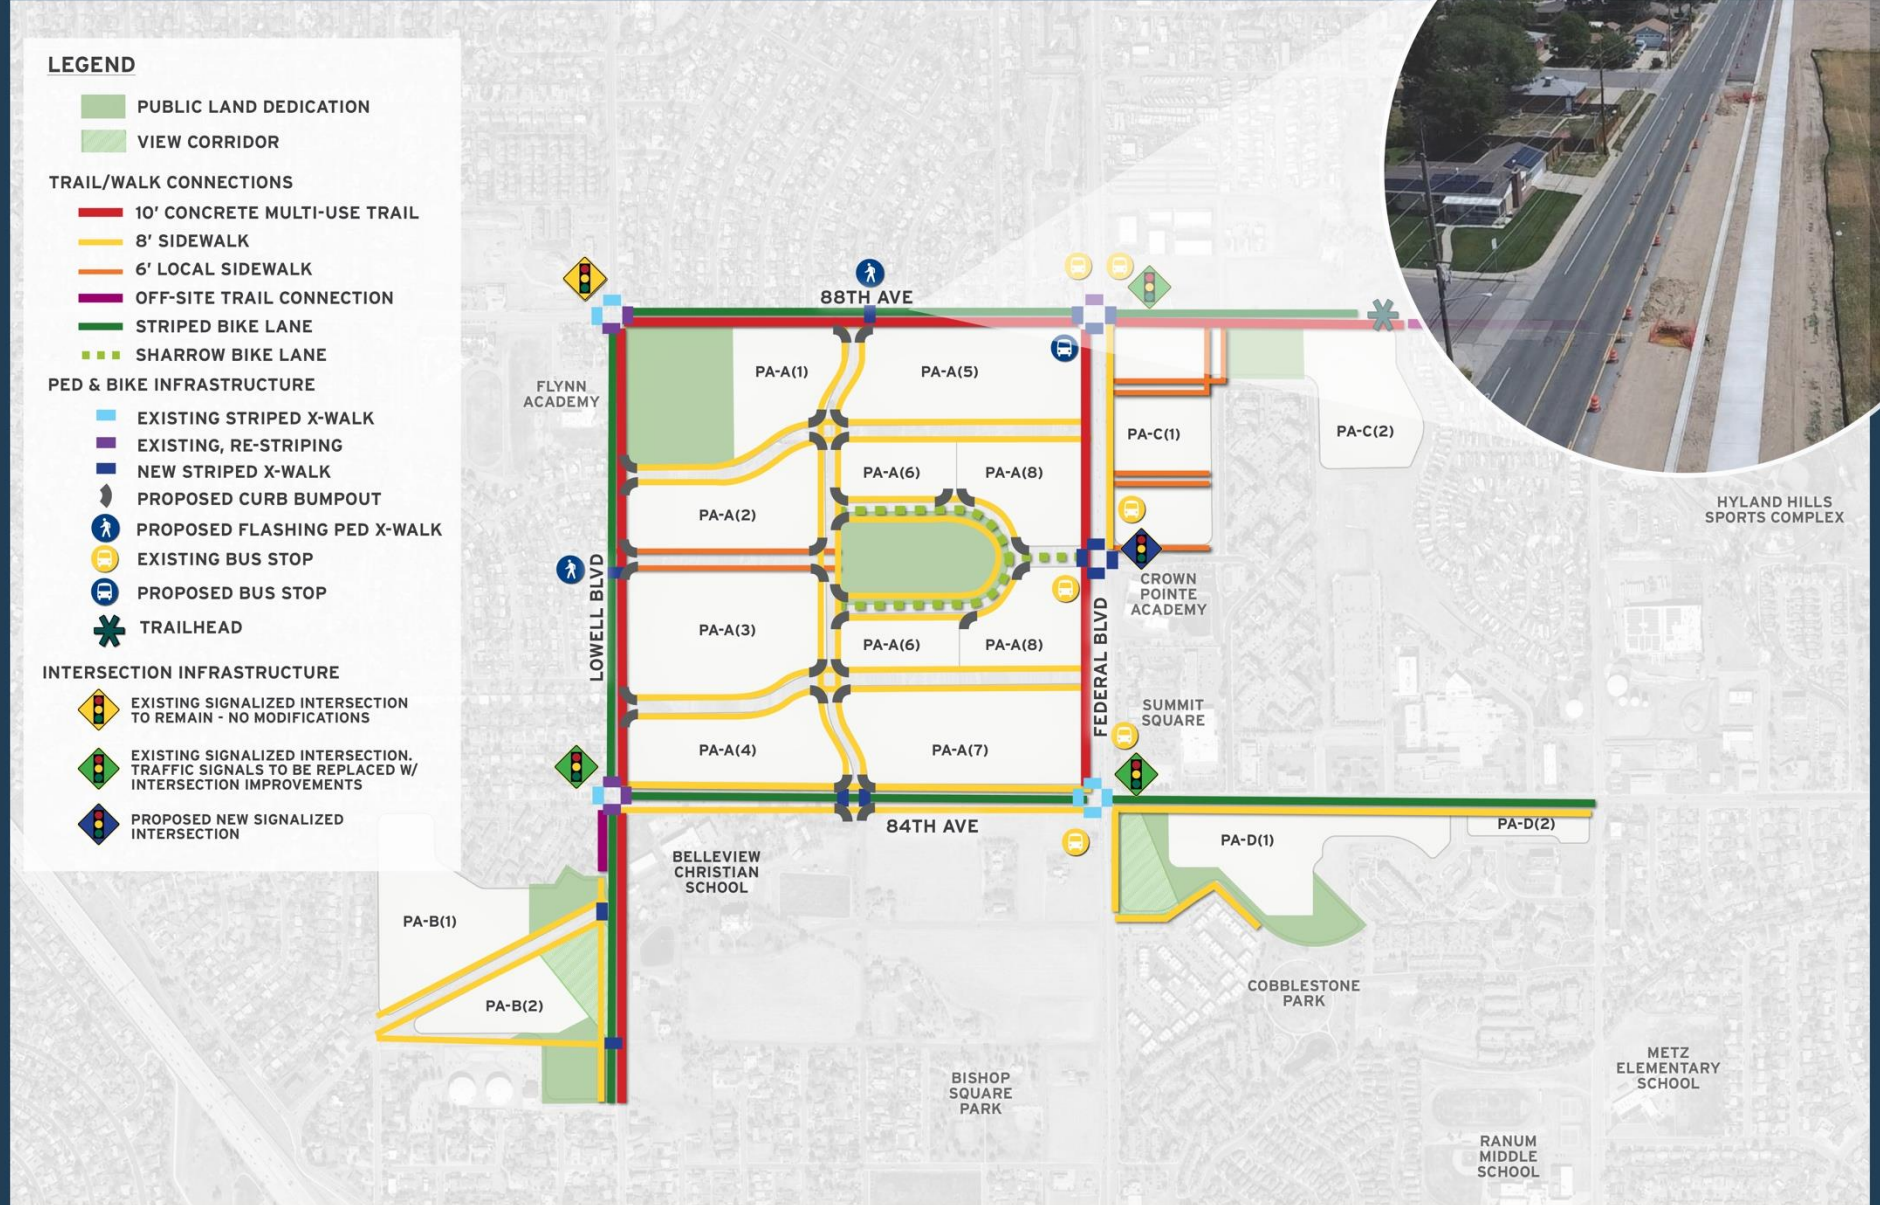 LEGEND
PUBLIC LAND DEDICATION
VIEW CORRIDOR
TRAIL/WALK CONNECTIONS
10' CONCRETE MULTI-USE TRAIL
8' SIDEWALK
6' LOCAL SIDEWALK
OFF-SITE TRAIL CONNECTION
STRIPED BIKE LANE
SHARROW BIKE LANE
PED & BIKE INFRASTRUCTURE
EXISTING STRIPED X-WALK
EXISTING, RE-STRIPING
NEW STRIPED X-WALK
PROPOSED CURB BUMPOUT
PROPOSED FLASHING PED X-WALK
EXISTING BUS STOP
PROPOSED BUS STOP
TRAILHEAD
INTERSECTION INFRASTRUCTURE
EXISTING SIGNALIZED INTERSECTION
TO REMAIN - NO MODIFICATIONS
EXISTING SIGNALIZED INTERSECTION.
TRAFFIC SIGNALS TO BE REPLACED W/
INTERSECTION IMPROVEMENTS
PROPOSED NEW SIGNALIZED
INTERSECTION
88TH AVE
FLYNN
ACADEMY
PA-A(1)
PA-A(5)
PA-C(1)
PA-C(2)
PA-A(6)
PA-A(8)
PA-A(2)
HYLAND HILLS
SPORTS COMPLEX
LOWELL BLVD
CROWN
POINTE
ACADEMY
PA-A(3)
PA-A(6)
PA-A(8)
FEDERAL BLVD
SUMMIT
SQUARE
PA-A(4)
PA-A(7)
84TH AVE
PA-D(1)
PA-D(2)
BELLEVIEW
CHRISTIAN
SCHOOL
PA-B(1)
PA-B(2)
COBBLESTONE
PARK
BISHOP
SQUARE
PARK
METZ
ELEMENTARY
SCHOOL
RANUM
MIDDLE
SCHOOL